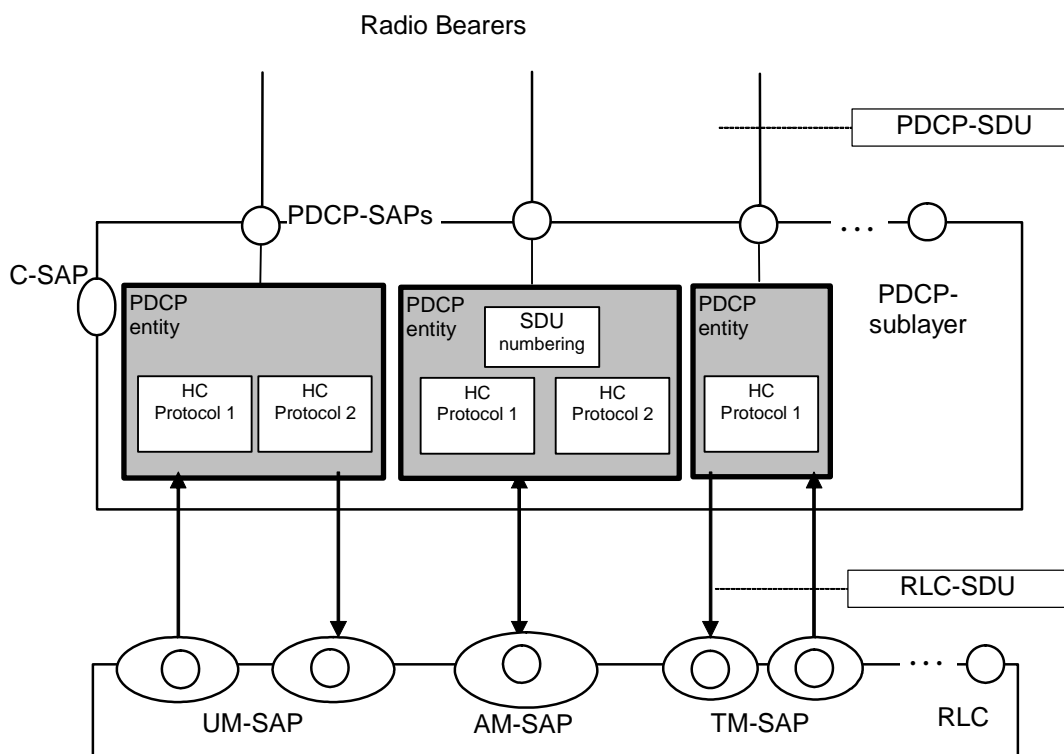 Radio Bearers
PDCP-SDU
PDCP-SAPs
...
C-SAP
PDCP
entity
HC
Protocol 1
HC
Protocol 2
PDCP
entity
SDU
numbering
HC
Protocol 1
HC
Protocol 2
PDCP
entity
HC
Protocol 1
PDCP-
sublayer
RLC-SDU
...
UM-SAP
AM-SAP
TM-SAP
RLC